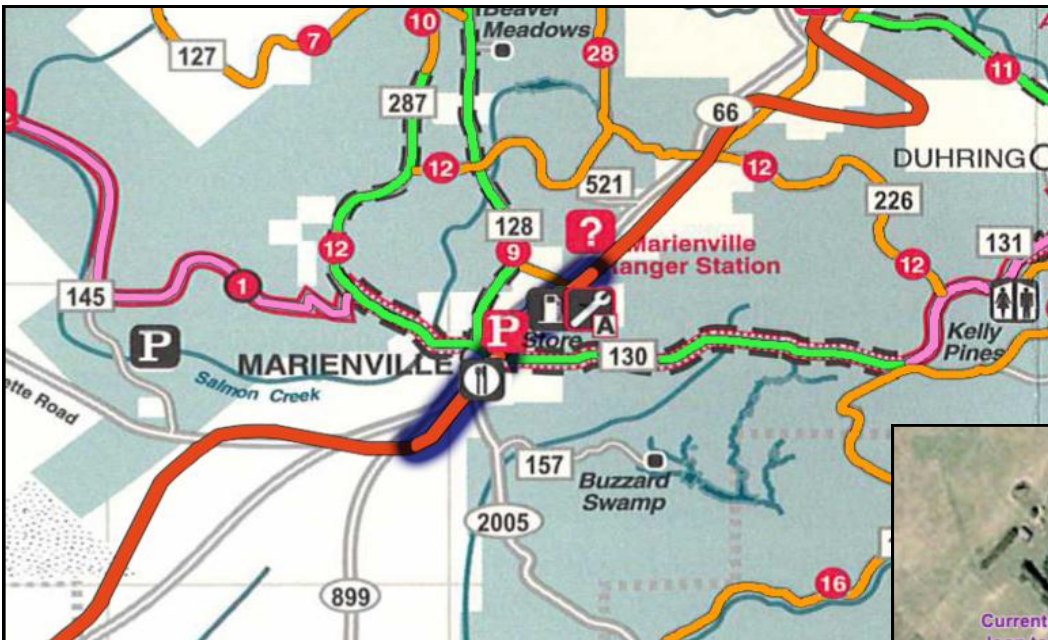 Beaver
Meadows
10
7
127
28
11
287
66
12
12
DUHRING
521
226
128
?
Marienville
Ranger Station
12
9
131
12
1
145
P
A
Kelly
Pines
P
Store
130
MARIENVILLE
Salmon Creek
Road
157
Buzzard
Swamp
2005
16
899
Current